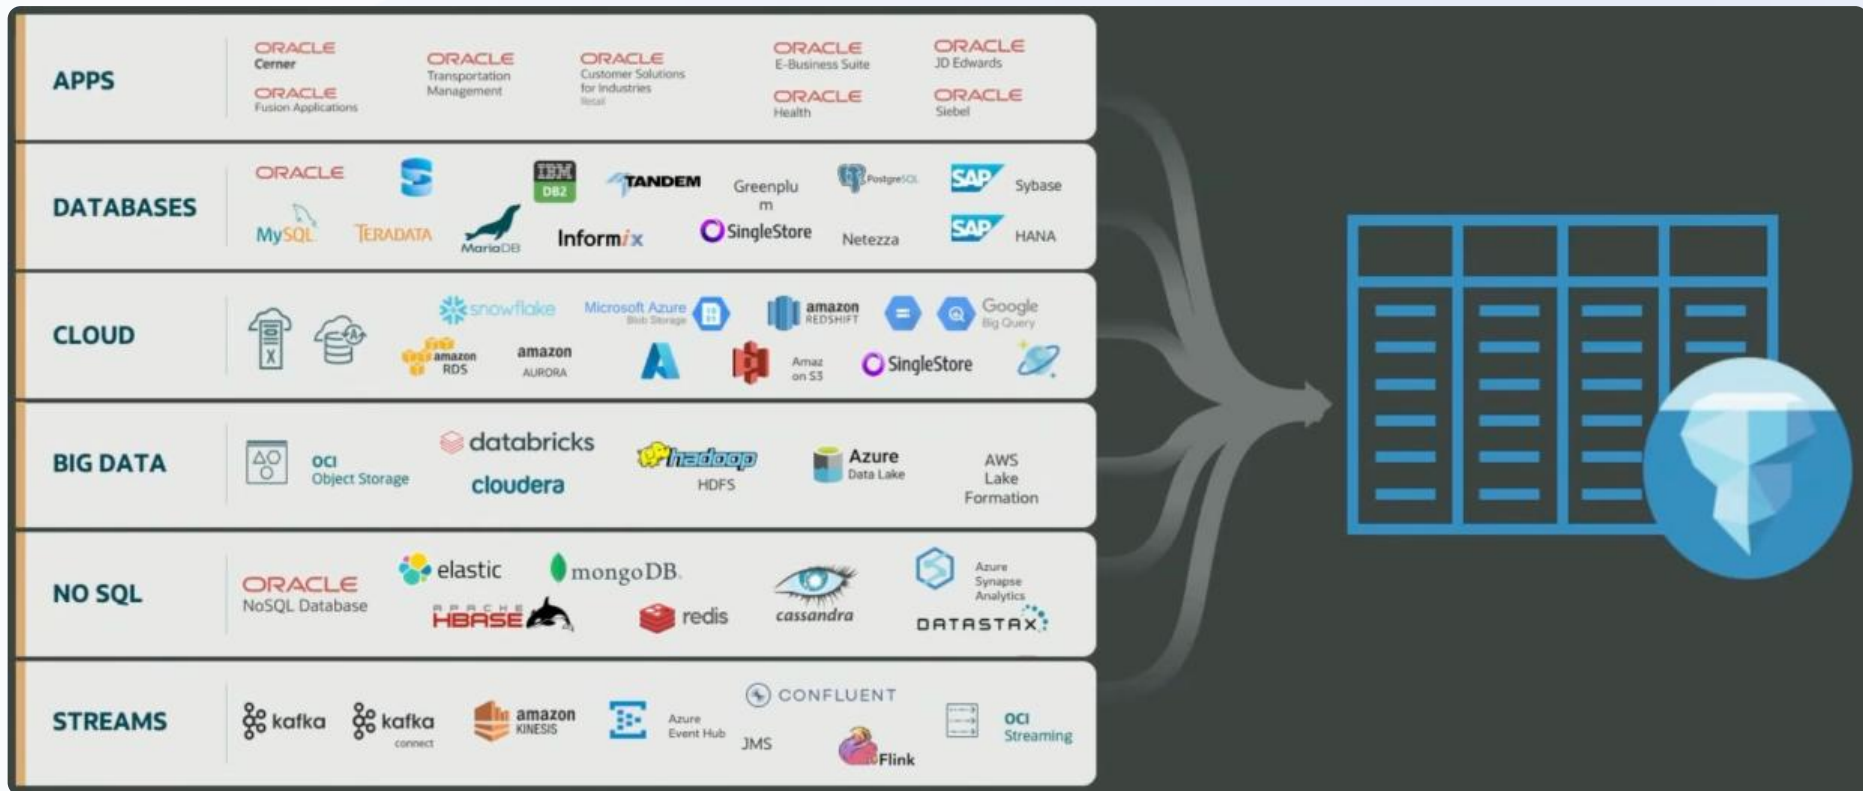 APPS
ORACLE
Cerner
ORACLE
Fusion Applications
ORACLE
Transportation
Management
ORACLE
Customer Solutions
for Industries
Retail
ORACLE
E-Business Suite
ORACLE
Health
ORACLE
JD Edwards
ORACLE
Siebel
DATABASES
ORACLE
IBM
DB2
TANDEM
Greenplu
m
PostgreSQL
SAP
Sybase
MySQL
TERADATA
MariaDB
Informix
SingleStore
Netezza
SAP
HANA
CLOUD
X
A
snowflake
Microsoft Azure
Blob Storage
amazon
REDSHIFT
Google
Big Query
amazon
RDS
amazon
AURORA
Amaz
on S3
SingleStore
BIG DATA
OCI
Object Storage
databricks
cloudera
hadoop
HDFS
Azure
Data Lake
AWS
Lake
Formation
NO SQL
ORACLE
NoSQL Database
elastic
mongoDB.
APACHE
HBASE
redis
cassandra
Azure
Synapse
Analytics
DATASTAX
STREAMS
kafka
kafka
connect
amazon
KINESIS
Azure
Event Hub
CONFLUENT
JMS
Flink
OCI
Streaming